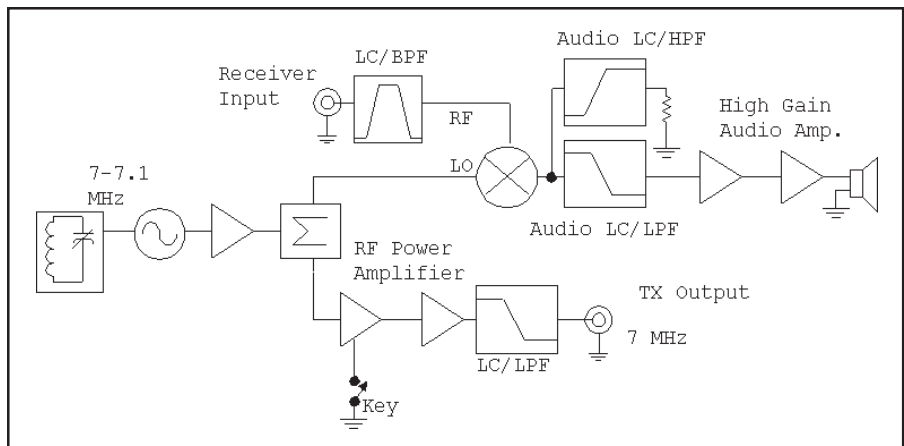 Audio LC/HPF
LC/BPF
Receiver
Input
RF
High Gain
Audio Amp.
7-7.1
MHz
LO
Audio LC/LPF
Σ
RF Power
Amplifier
TX Output
7 MHz
LC/LPF
Key